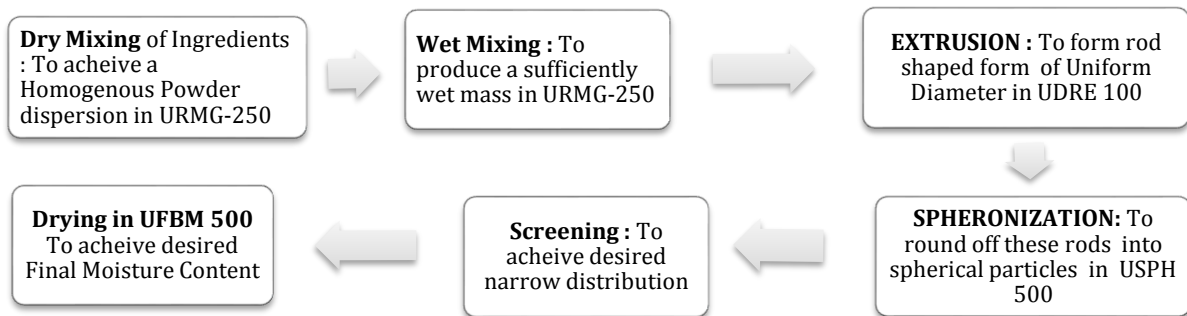 Dry Mixing of Ingredients
: To acheive a
Homogenous Powder
dispersion in URMG-250
Wet Mixing : To
produce a sufficiently
wet mass in URMG-250
EXTRUSION : To form rod
shaped form of Uniform
Diameter in UDRE 100
SPHERONIZATION: To
round off these rods into
spherical particles in USPH
500
Screening : To
acheive desired
narrow distribution
Drying in UFBM 500
To acheive desired
Final Moisture Content